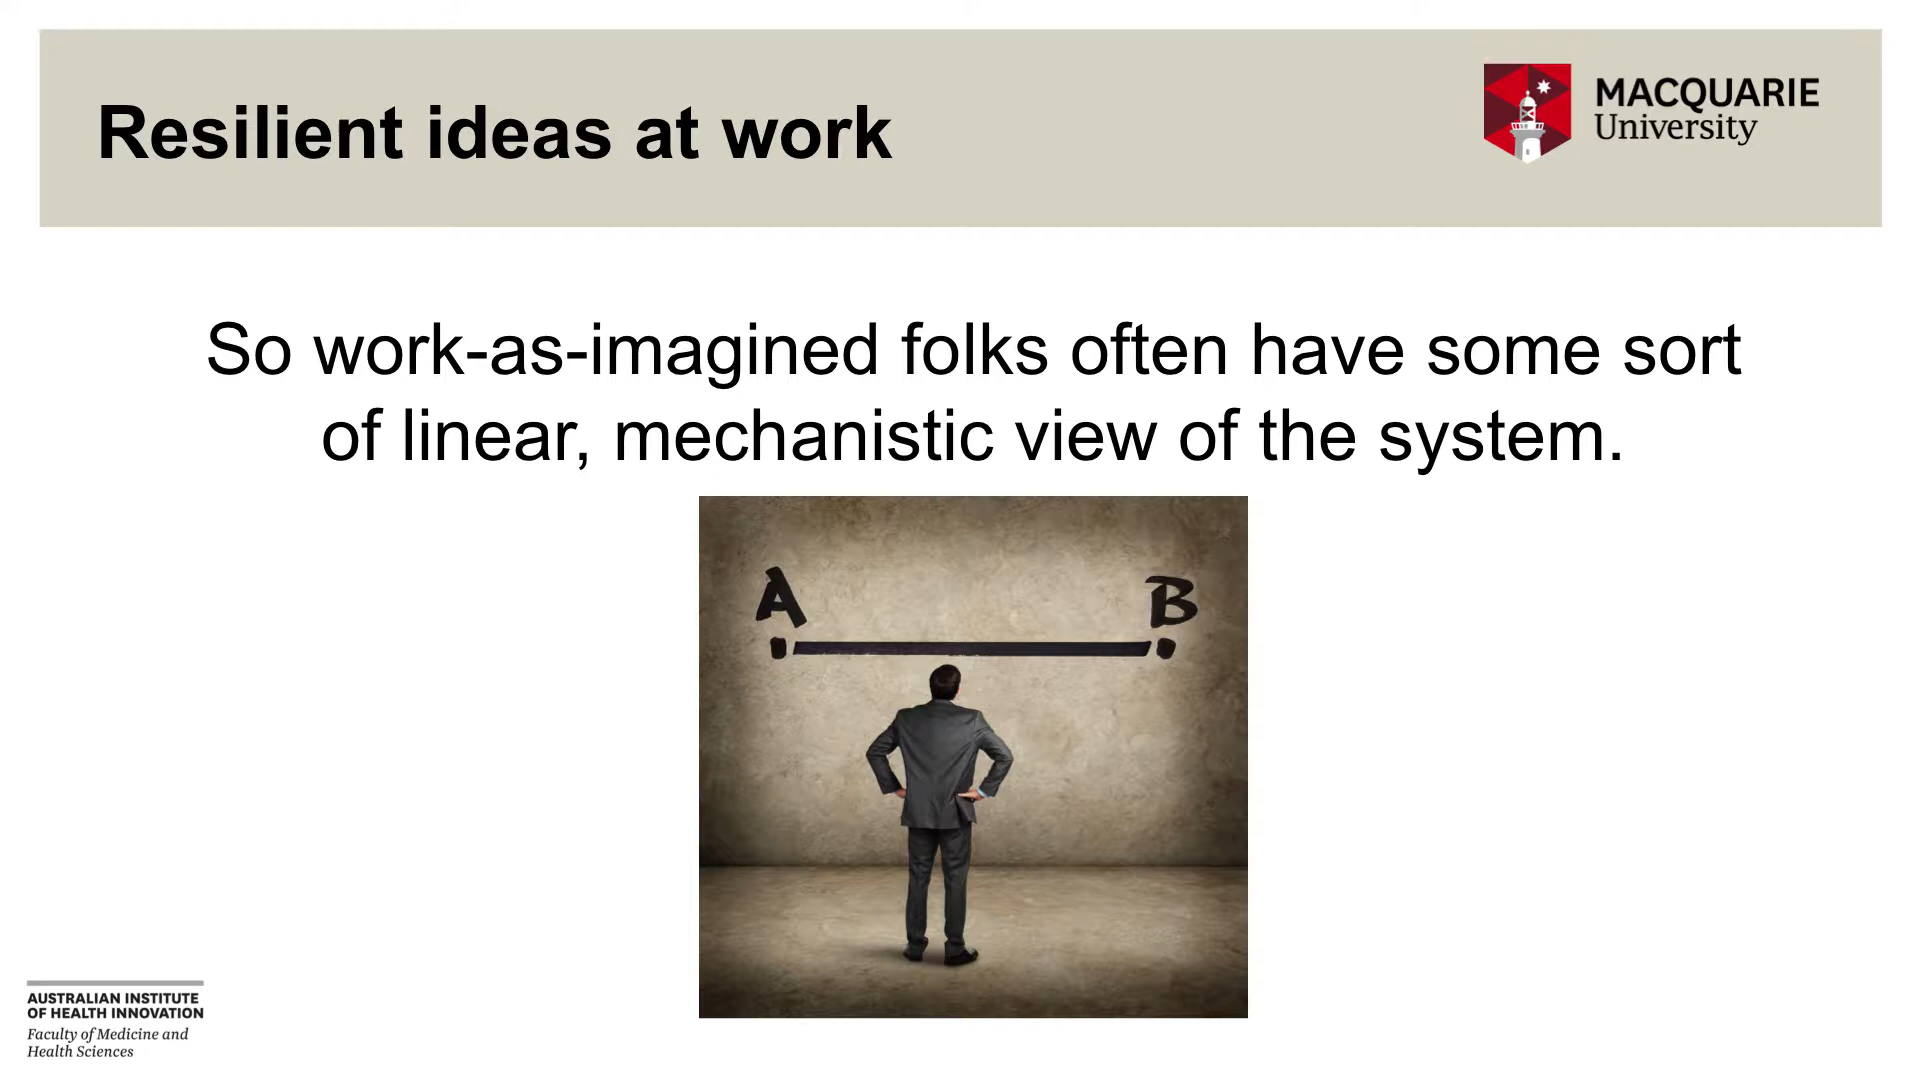 Resilient ideas at work
MACQUARIE
University
So work-as-imagined folks often have some sort
of linear, mechanistic view of the system.
A
B
AUSTRALIAN INSTITUTE
OF HEALTH INNOVATION
Faculty of Medicine and
Health Sciences